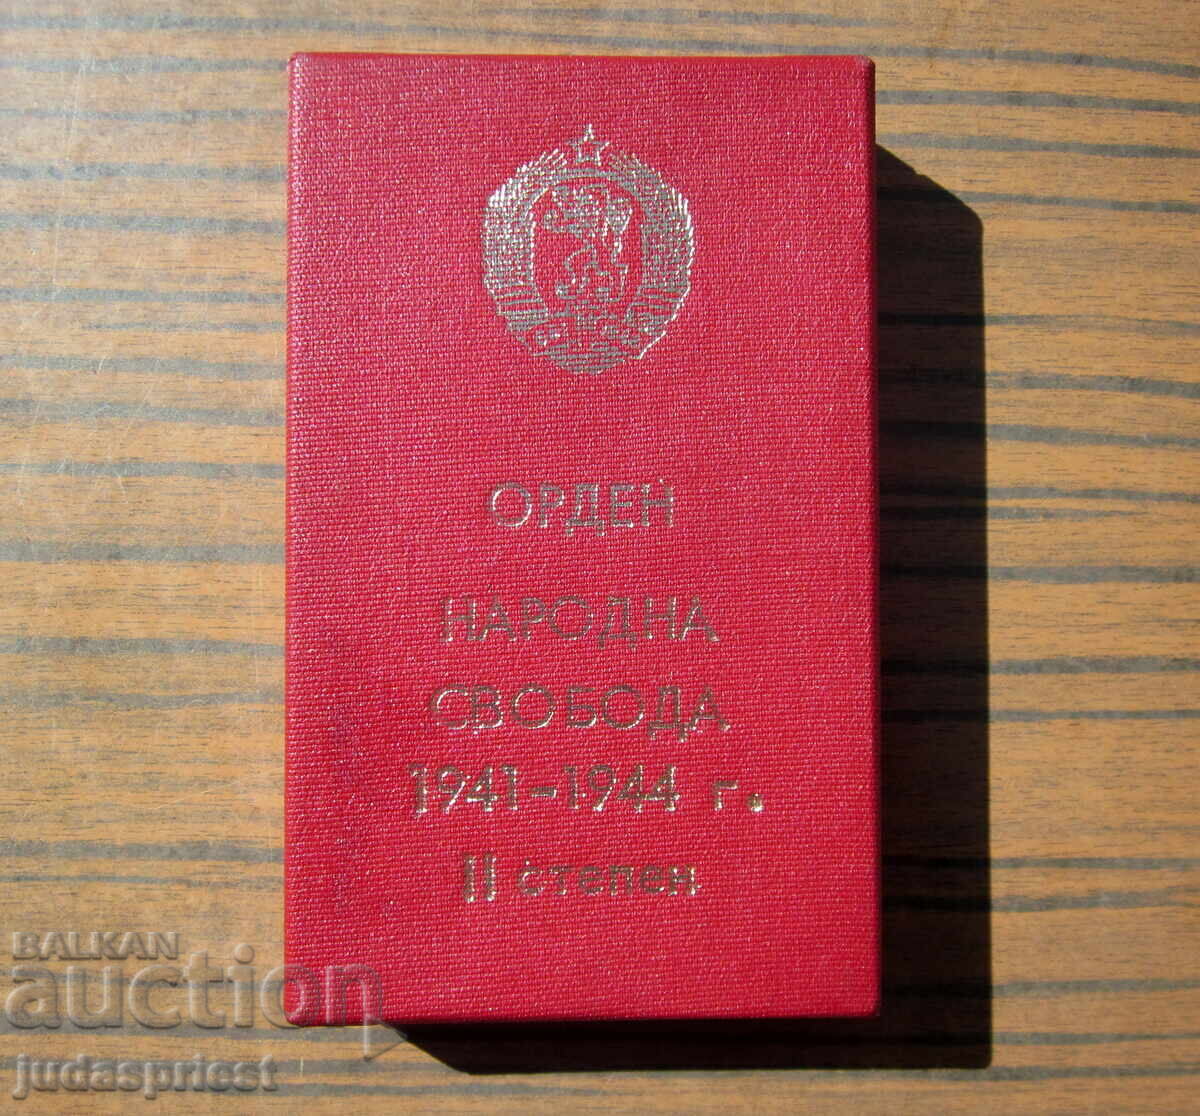 ОРДЕН
НАРОДНА
СВОБОДА
1941-1944 г.
II степен
BALKAN
auction
judaspriest